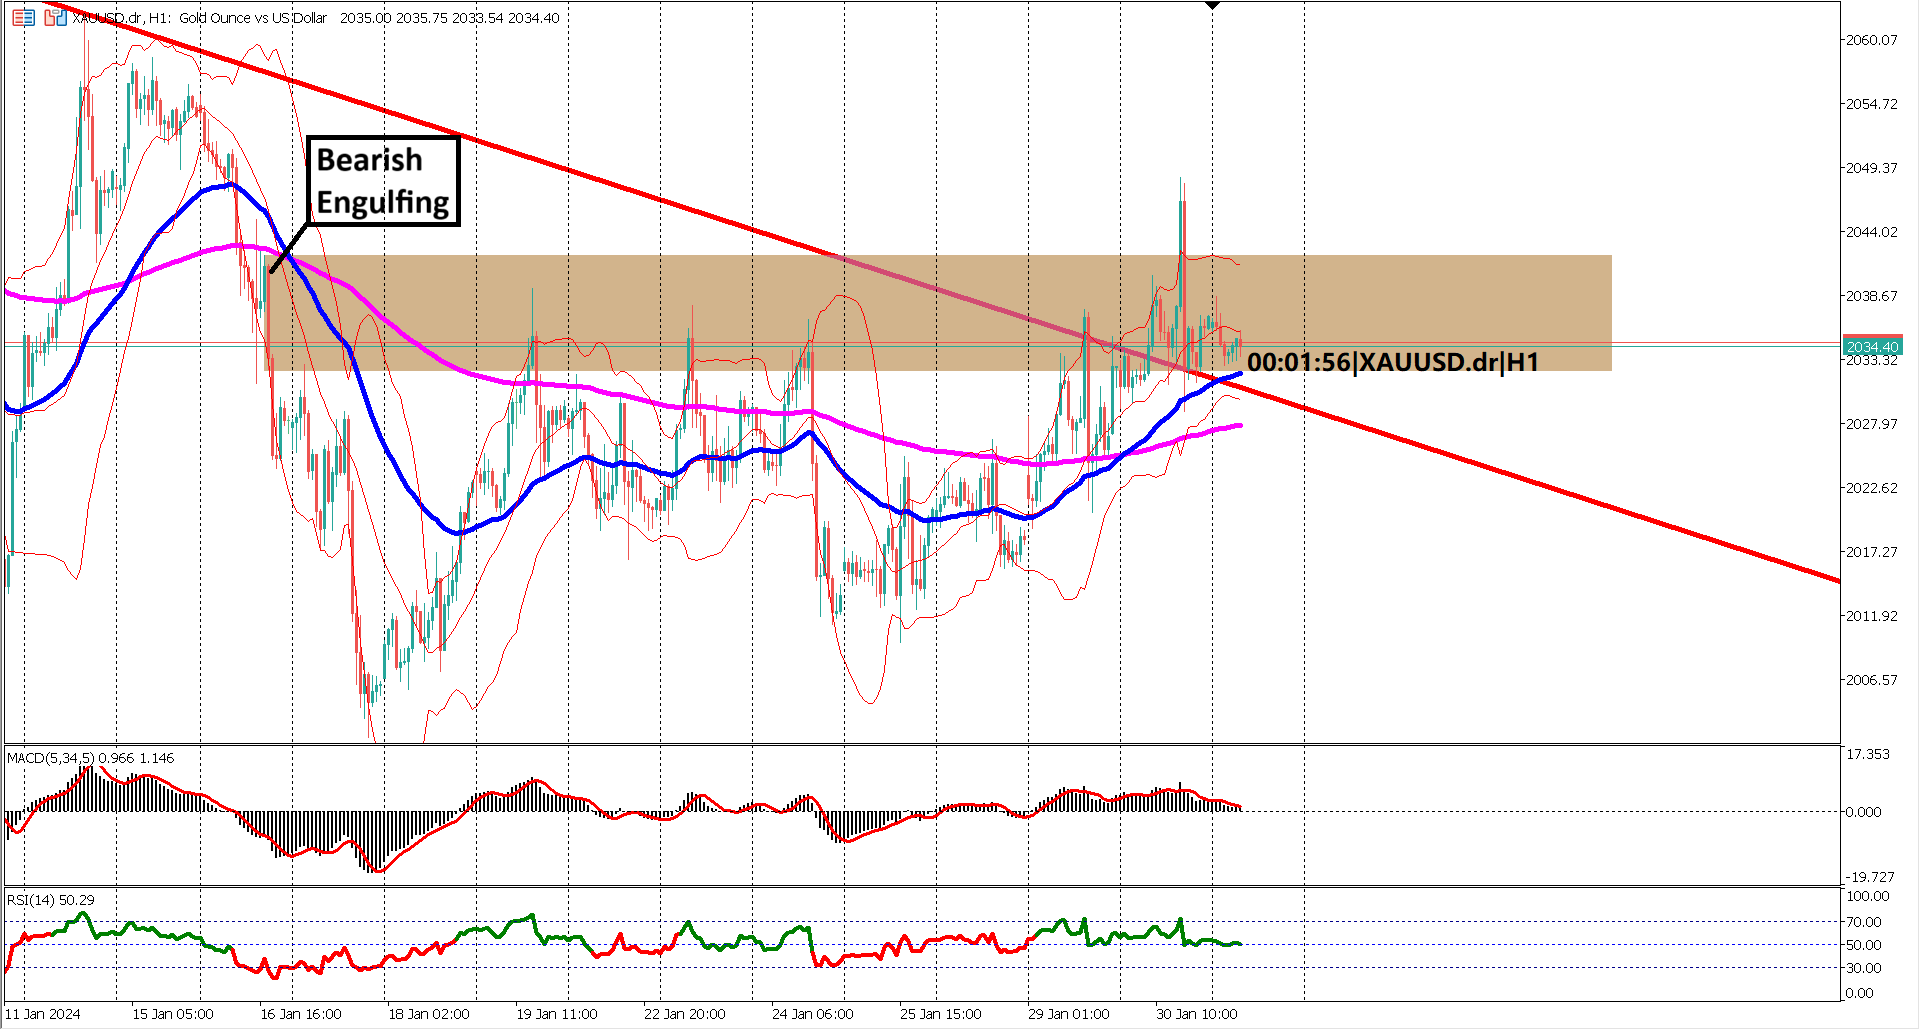 XAUUSD.dr, H1: Gold Ounce vs US Dollar 2035.00 2035.75 2033.54 2034.40
Bearish
Engulfing
00:01:56|XAUUSD.dr|H1
2060.07
2054.72
2049.37
2044.02
2038.67
2034.40
2033.32
2027.97
2022.62
2017.27
2011.92
2006.57
MACD(5,34,5) 0.966 1.146
17.353
0.000
-19.727
RSI(14) 50.29
100.00
70.00
50.00
30.00
0.00
11 Jan 2024 15 Jan 05:00 16 Jan 16:00 18 Jan 02:00 19 Jan 11:00 22 Jan 20:00 24 Jan 06:00 25 Jan 15:00 29 Jan 01:00 30 Jan 10:00